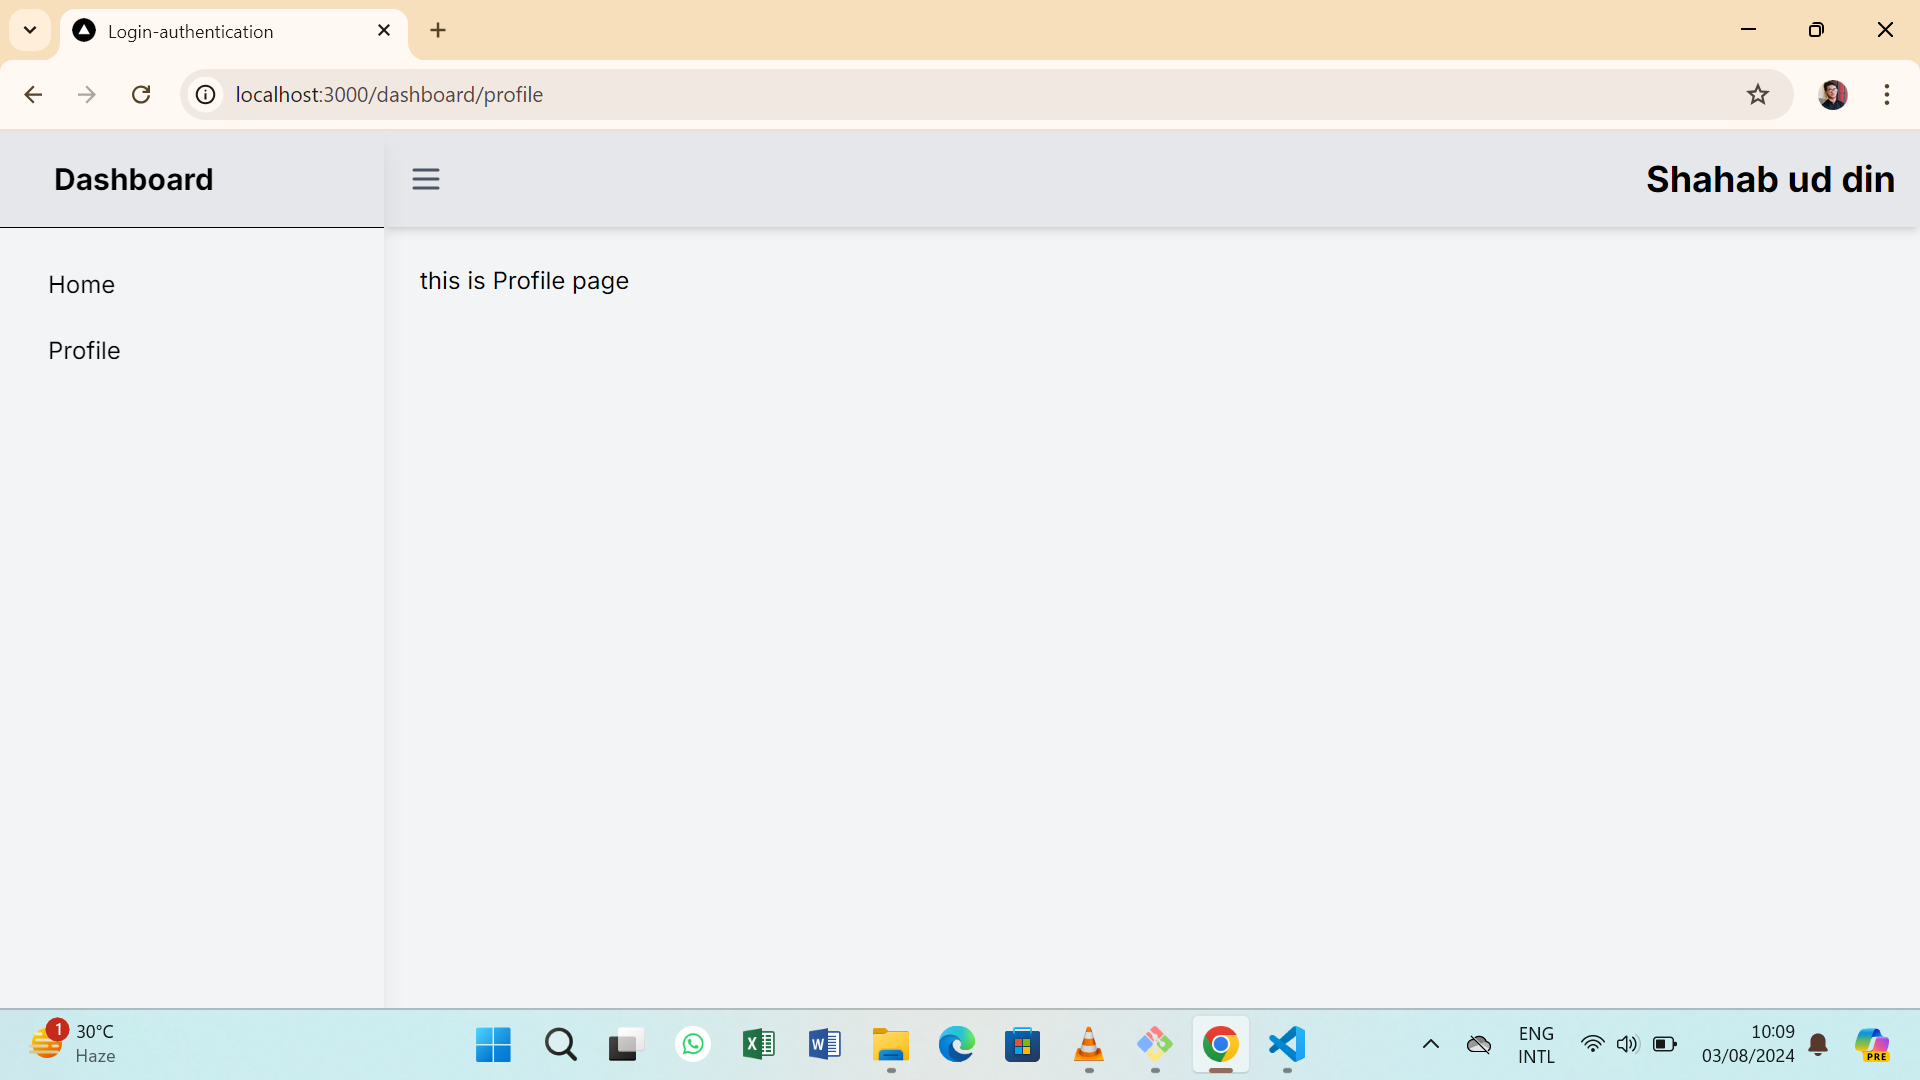 Login-authentication
localhost:3000/dashboard/profile
Dashboard
Shahab ud din
Home
Profile
this is Profile page
1
30°C
Haze
ENG
INTL
10:09
03/08/2024
PRE